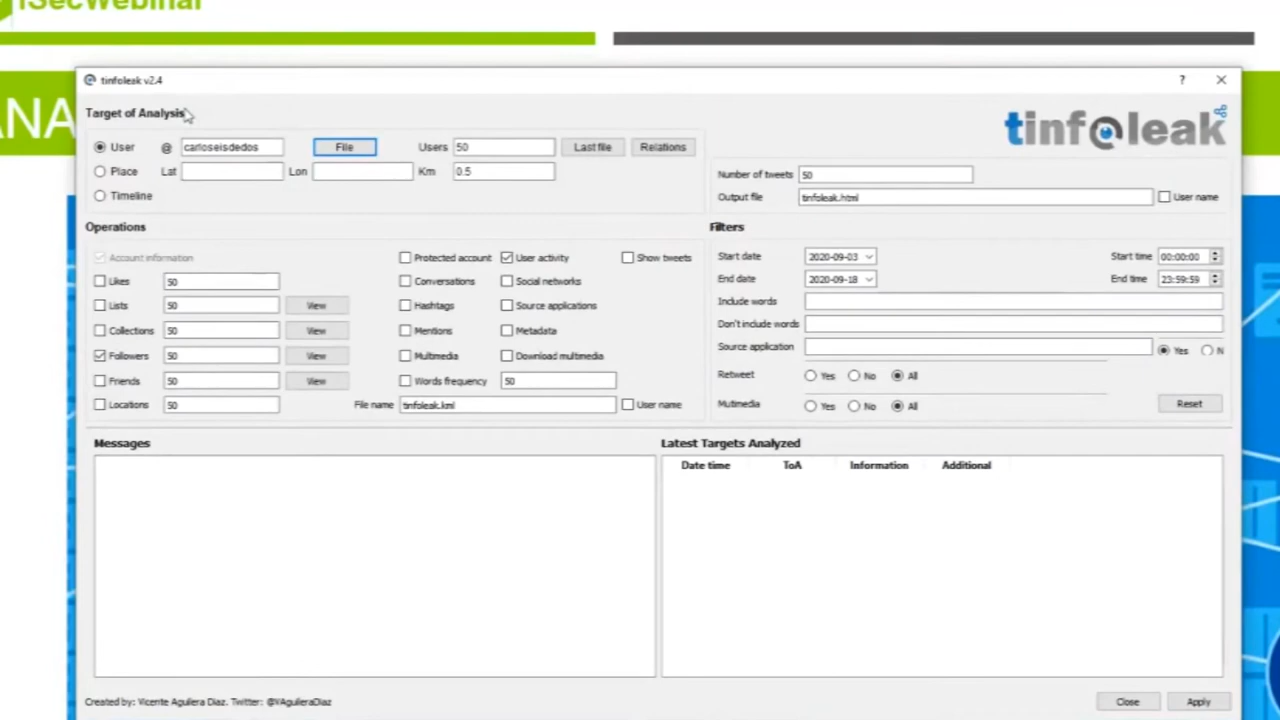 iSecWebinar
ANA
tinfoleak v2.4
?
Target of Analysis
tinfoleak
User @ carloseisdedos File Users 50 Last file Relations
Place Lat Lon Km 0.5
Timeline
Number of tweets 50
Output file tinfoleak.html User name
Operations
Account information Protected account User activity Show tweets
Likes 50 Conversations Social networks
Lists 50 View Hashtags Source applications
Collections 50 View Mentions Metadata
Followers 50 View Multimedia Download multimedia
Friends 50 View Words frequency 50
Locations 50 File name tinfoleak.kml User name
Filters
Start date 2020-09-03 Start time 00:00:00
End date 2020-09-18 End time 23:59:59
Include words
Don't include words
Source application Yes N
Retweet Yes No All
Mutimedia Yes No All
Reset
Messages
Latest Targets Analyzed
Date time ToA Information Additional
Created by: Vicente Aguilera Diaz. Twitter: @VAguileraDiaz
Close Apply